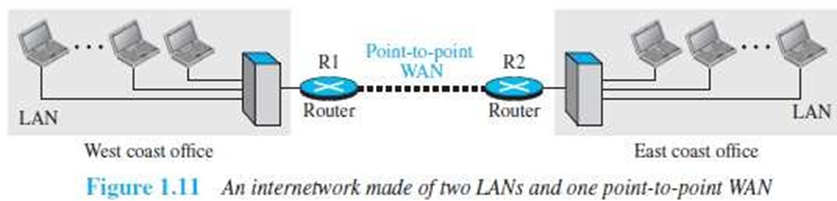 R1
Point-to-point
WAN
R2
Router
Router
LAN
LAN
West coast office
East coast office
Figure 1.11 An internetwork made of two LANs and one point-to-point WAN